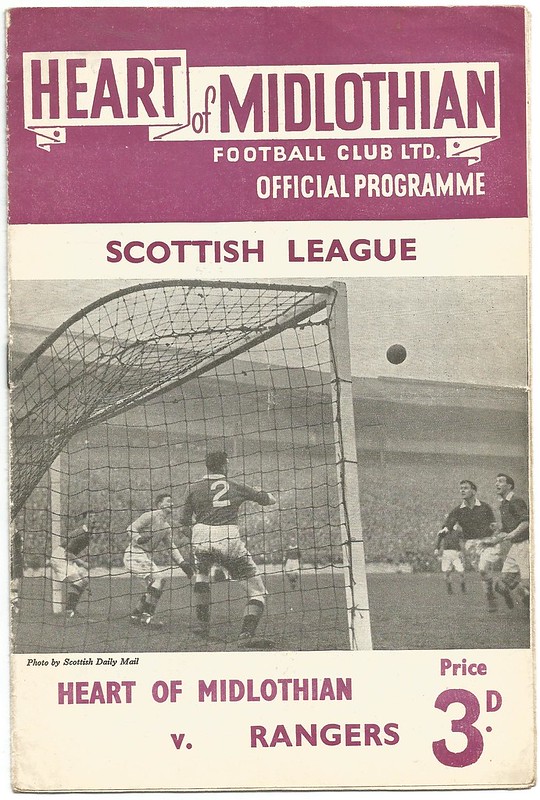 HEART of MIDLOTHIAN
FOOTBALL CLUB LTD.
OFFICIAL PROGRAMME
SCOTTISH LEAGUE
2
Photo by Scottish Daily Mail
HEART OF MIDLOTHIAN
v. RANGERS
Price
3D.